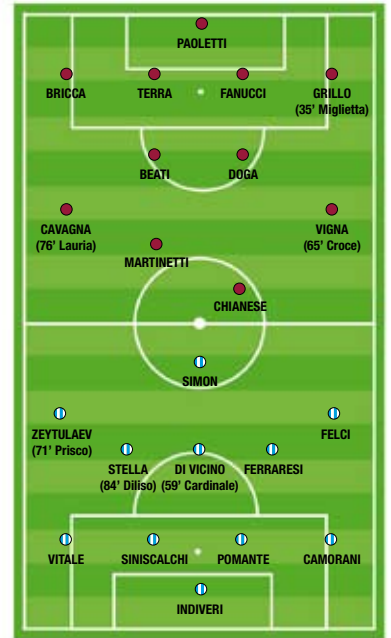 PAOLETTI
BRICCA TERRA FANUCCI GRILLO
(35' Miglietta)
BEATI DOGA
CAVAGNA VIGNA
(76' Lauria) (65' Croce)
MARTINETTI
CHIANESE
SIMON
ZEYTULAEV FELCI
(71' Prisco)
STELLA DI VICINO FERRARESI
(84' Diliso) (59' Cardinale)
VITALE SINISCALCHI POMANTE CAMORANI
INDIVERI